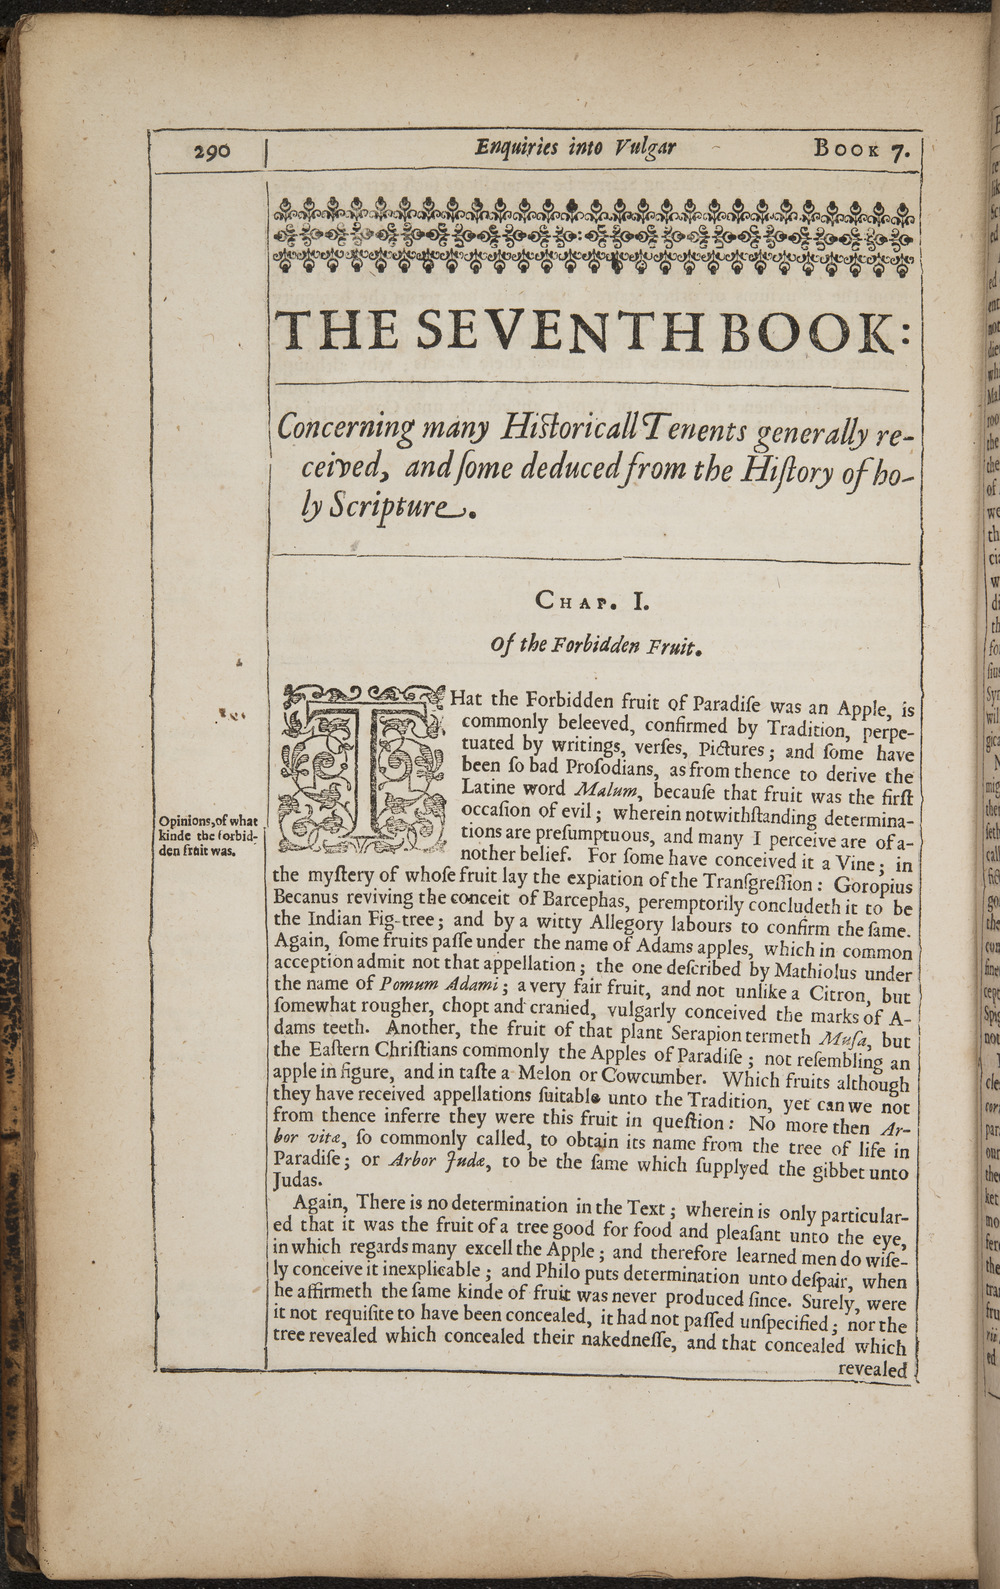 290
Enquiries into Vulgar
BOOK 7.
THE SEVENTH BOOK:
Concerning many Hiſtoricall Tenents generally re-
ceived, and ſome deduced from the Hiſtory of ho-
ly Scripture.
CHAP. I.
Of the Forbidden Fruit.
THat the Forbidden fruit of Paradiſe was an Apple, is
commonly beleeved, confirmed by Tradition, perpe-
tuated by writings, verſes, Pictures; and ſome have
been ſo bad Proſodians, as from thence to derive the
Latine word Malum, becauſe that fruit was the firſt
occaſion of evil; wherein notwithſtanding determina-
tions are preſumptuous, and many I perceive are of a-
nother belief. For ſome have conceived it a Vine; in
the myſtery of whoſe fruit lay the expiation of the Tranſgreſſion: Goropius
Becanus reviving the conceit of Barcephas, peremptorily concludeth it to be
the Indian Fig-tree; and by a witty Allegory labours to confirm the ſame.
Again, ſome fruits paſſe under the name of Adams apples, which in common
acception admit not that appellation; the one deſcribed by Mathiolus under
the name of Pomum Adami; a very fair fruit, and not unlike a Citron, but
ſomewhat rougher, chopt and cranied, vulgarly conceived the marks of A-
dams teeth. Another, the fruit of that plant Serapion termeth Muſa, but
the Eaſtern Chriſtians commonly the Apples of Paradiſe; not reſembling an
apple in figure, and in taſte a Melon or Cowcumber. Which fruits although
they have received appellations ſuitable unto the Tradition, yet can we not
from thence inferre they were this fruit in queſtion: No more then Ar-
bor vitæ, ſo commonly called, to obtain its name from the tree of life in
Paradiſe; or Arbor Judæ, to be the ſame which ſupplyed the gibbet unto
Judas.
Again, There is no determination in the Text; wherein is only particular-
ed that it was the fruit of a tree good for food and pleaſant unto the eye,
in which regards many excell the Apple; and therefore learned men do wiſe-
ly conceive it inexplicable; and Philo puts determination unto deſpair, when
he affirmeth the ſame kinde of fruit was never produced ſince. Surely, were
it not requiſite to have been concealed, it had not paſſed unſpecified; nor the
tree revealed which concealed their nakedneſſe, and that concealed which
revealed
Opinions, of what
kinde the forbid-
den fruit was.